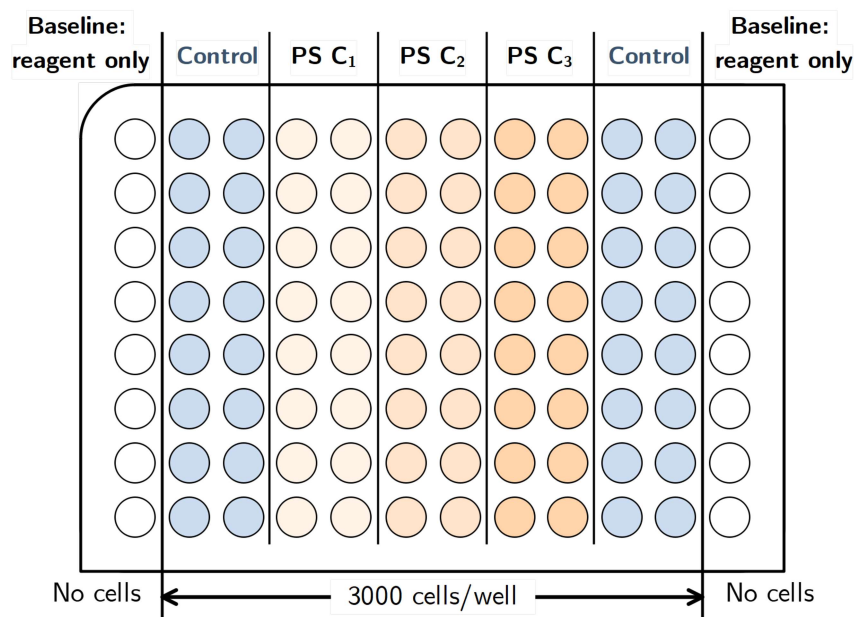 Baseline:
reagent only
Control
PS C₁
PS C₂
PS C₃
Control
Baseline:
reagent only
No cells
3000 cells/well
No cells